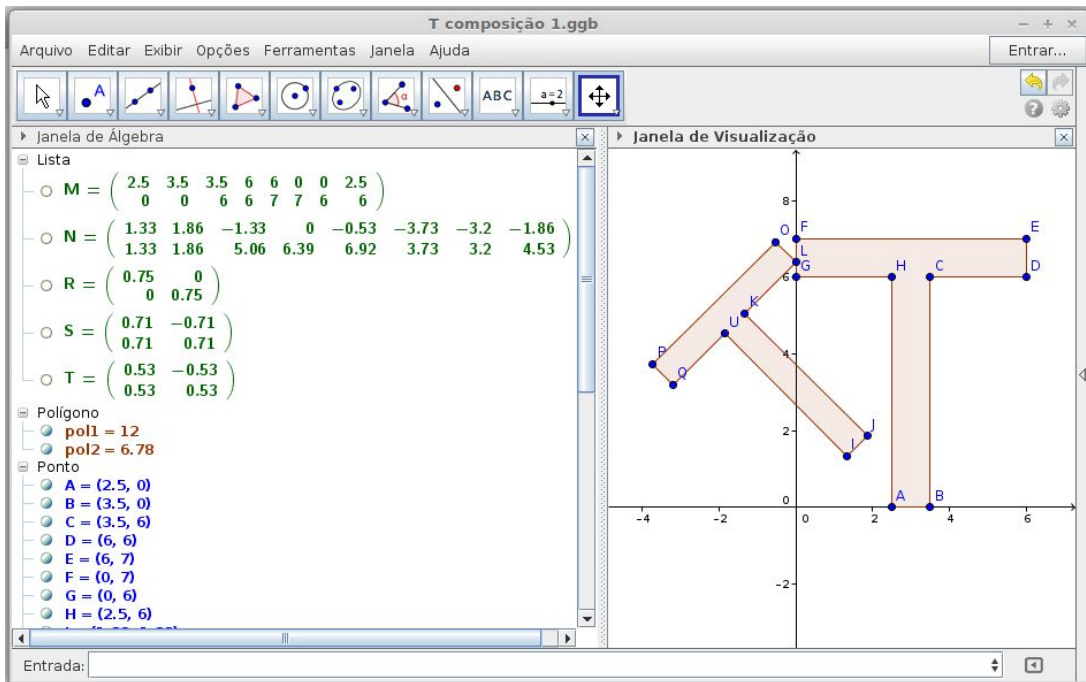 T composição 1.ggb
Arquivo Editar Exibir Opções Ferramentas Janela Ajuda
Entrar...
A
α
ABC
a=2
Janela de Álgebra
Lista
M = ( 2.5 3.5 3.5 6 6 0 0 2.5
0 0 6 6 7 7 6 6 )
N = ( 1.33 1.86 −1.33 0 −0.53 −3.73 −3.2 −1.86
1.33 1.86 5.06 6.39 6.92 3.73 3.2 4.53 )
R = ( 0.75 0
0 0.75 )
S = ( 0.71 −0.71
0.71 0.71 )
T = ( 0.53 −0.53
0.53 0.53 )
Polígono
pol1 = 12
pol2 = 6.78
Ponto
A = (2.5, 0)
B = (3.5, 0)
C = (3.5, 6)
D = (6, 6)
E = (6, 7)
F = (0, 7)
G = (0, 6)
H = (2.5, 6)
Janela de Visualização
8
O F E
L
6 G H C D
K
U
4
P
Q
2 J
I
0 A B
−4 −2 0 2 4 6
−2
Entrada: